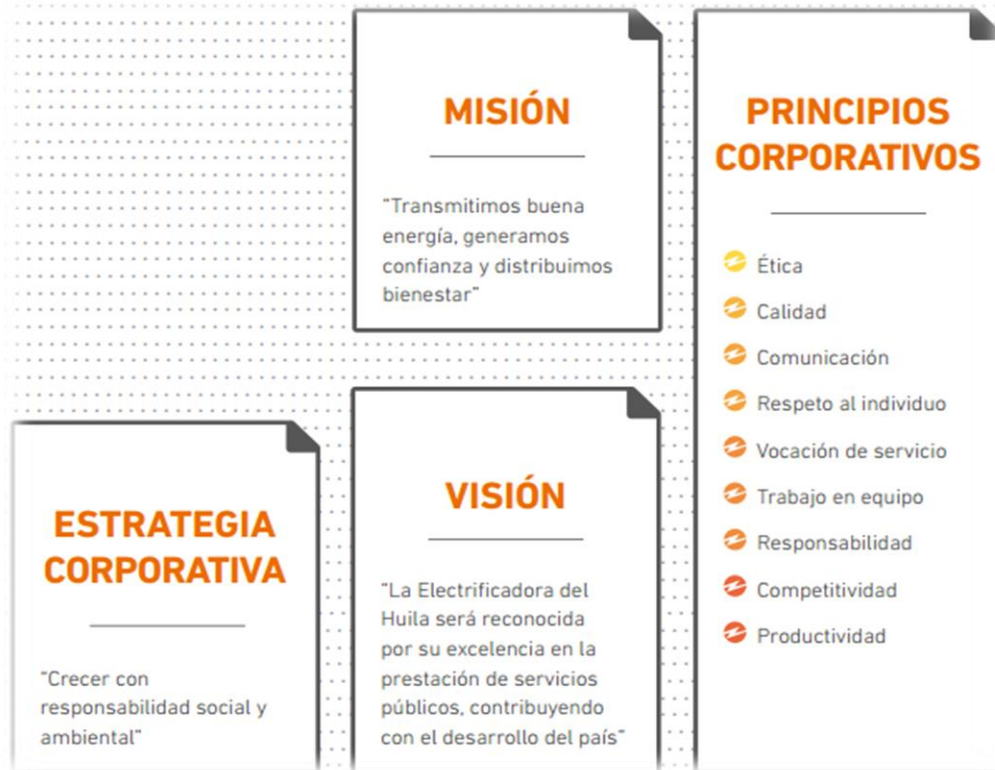 MISIÓN
“Transmitimos buena
energía, generamos
confianza y distribuimos
bienestar”
PRINCIPIOS
CORPORATIVOS
Ética
Calidad
Comunicación
Respeto al individuo
Vocación de servicio
Trabajo en equipo
Responsabilidad
Competitividad
Productividad
ESTRATEGIA
CORPORATIVA
“Crecer con
responsabilidad social y
ambiental”
VISIÓN
“La Electrificadora del
Huila será reconocida
por su excelencia en la
prestación de servicios
públicos, contribuyendo
con el desarrollo del país”